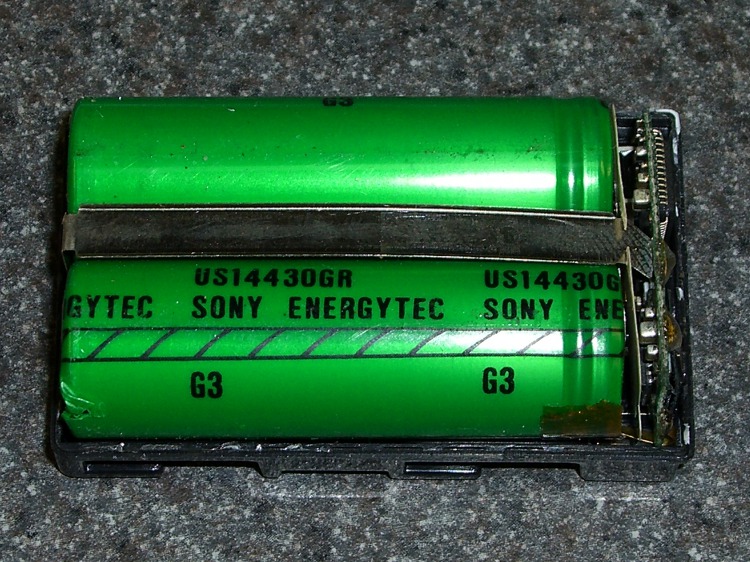 G3
US14430GR US14430G
GYTEC SONY ENERGYTEC SONY ENE
G3 G3